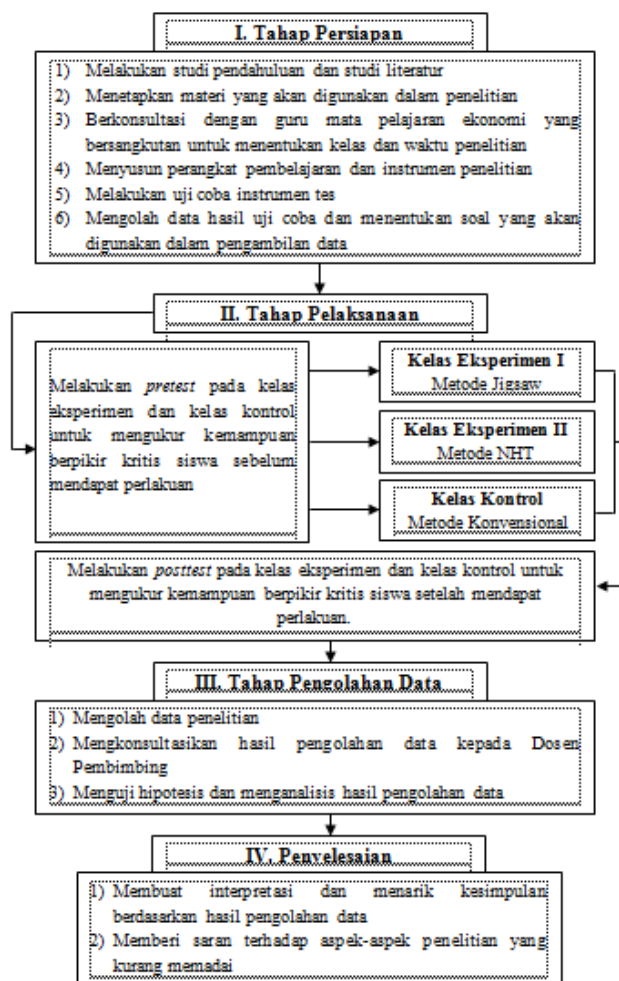 I. Tahap Persiapan
1) Melakukan studi pendahuluan dan studi literatur
2) Menetapkan materi yang akan digunakan dalam penelitian
3) Berkonsultasi dengan guru mata pelajaran ekonomi yang
bersangkutan untuk menentukan kelas dan waktu penelitian
4) Menyusun perangkat pembelajaran dan instrumen penelitian
5) Melakukan uji coba instrumen tes
6) Mengolah data hasil uji coba dan menentukan soal yang akan
digunakan dalam pengambilan data
II. Tahap Pelaksanaan
Melakukan pretest pada kelas
eksperimen dan kelas kontrol
untuk mengukur kemampuan
berpikir kritis siswa sebelum
mendapat perlakuan
Kelas Eksperimen I
Metode Jigsaw
Kelas Eksperimen II
Metode NHT
Kelas Kontrol
Metode Konvensional
Melakukan posttest pada kelas eksperimen dan kelas kontrol untuk
mengukur kemampuan berpikir kritis siswa setelah mendapat
perlakuan.
III. Tahap Pengolahan Data
1) Mengolah data penelitian
2) Mengkonsultasikan hasil pengolahan data kepada Dosen
Pembimbing
3) Menguji hipotesis dan menganalisis hasil pengolahan data
IV. Penyelesaian
1) Membuat interpretasi dan menarik kesimpulan
berdasarkan hasil pengolahan data
2) Memberi saran terhadap aspek-aspek penelitian yang
kurang memadai